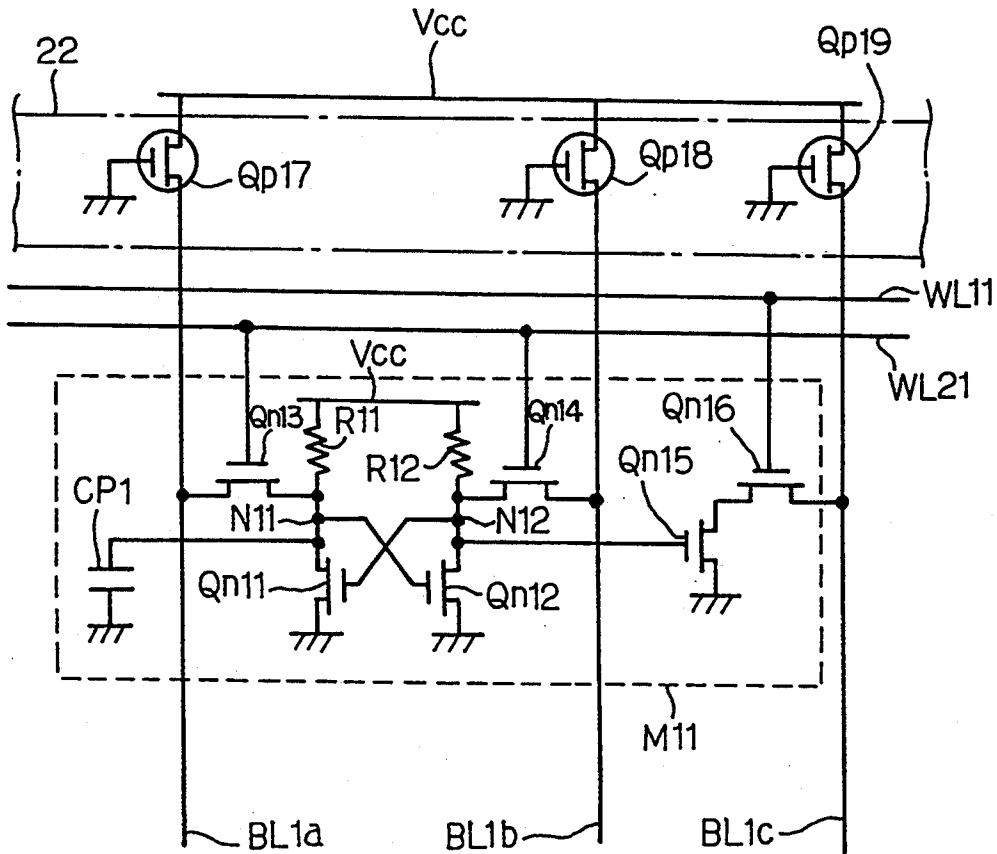 Vcc
22
Qp19
Qp17
Qp18
WL11
Vcc
WL21
Qn13
R11
Qn14
Qn16
R12
Qn15
CP1
N11
N12
Qn11
Qn12
M11
BL1a
BL1b
BL1c